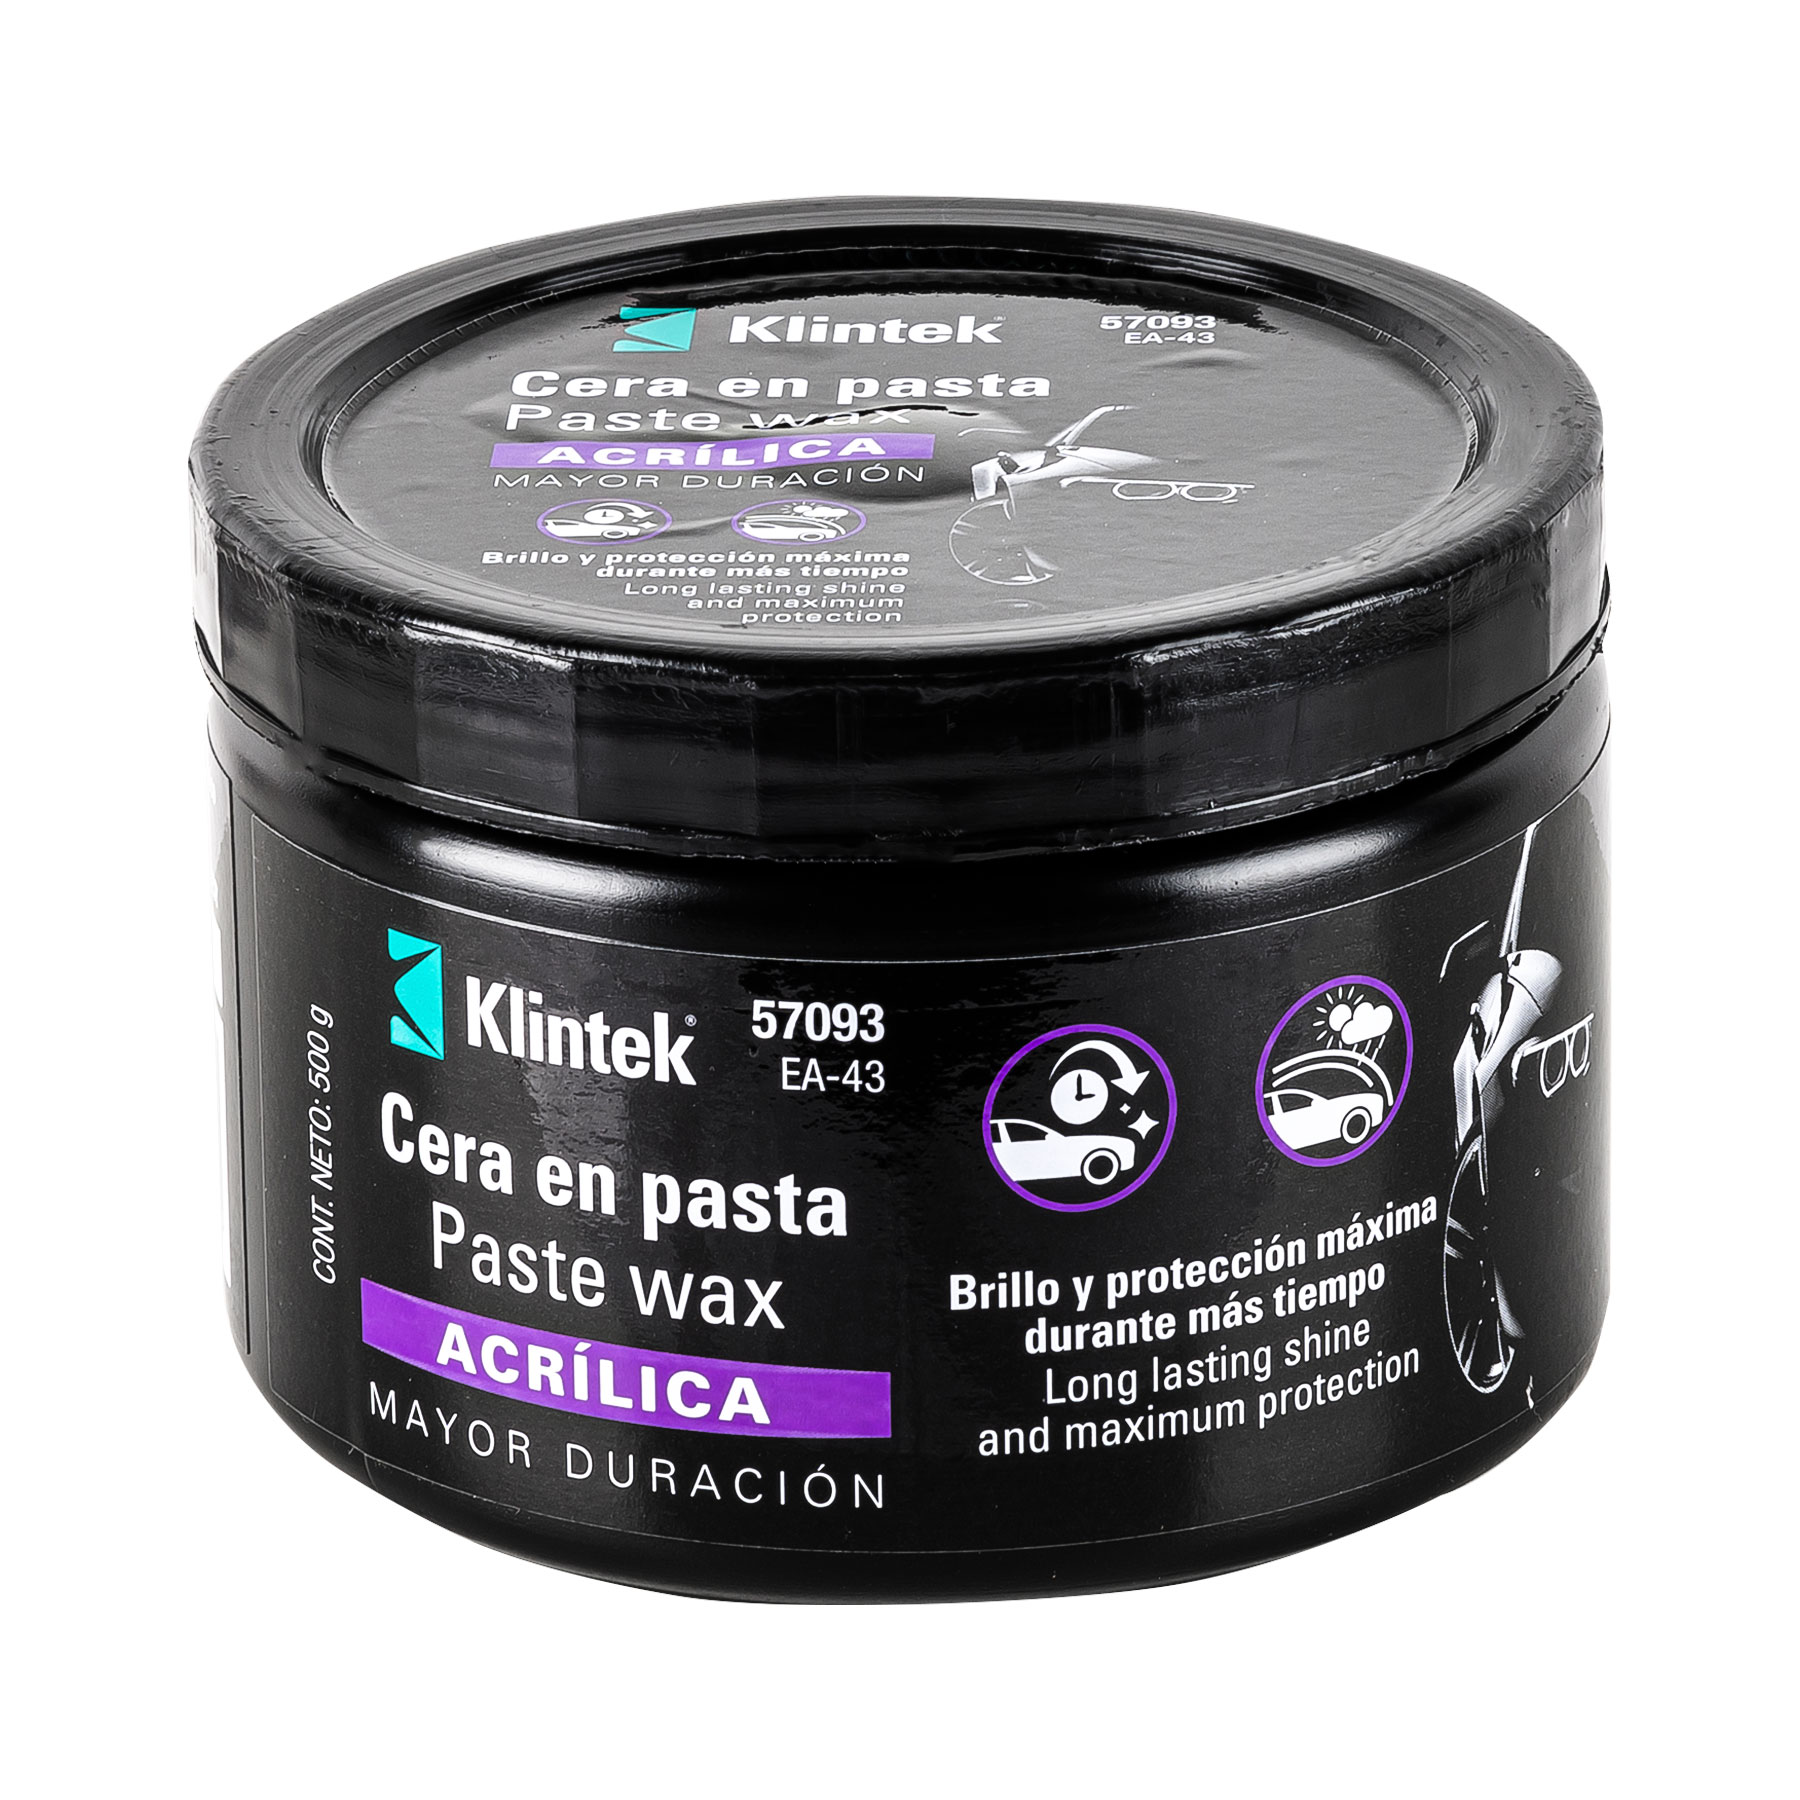 Klintek®
57093
EA-43
Cera en pasta
Paste wax
ACRÍLICA
MAYOR DURACIÓN
Brillo y protección máxima
durante más tiempo
Long lasting shine
and maximum
protection
CONT. NETO: 500 g
Klintek®
57093
EA-43
Cera en pasta
Paste wax
ACRÍLICA
MAYOR DURACIÓN
Brillo y protección máxima
durante más tiempo
Long lasting shine
and maximum protection